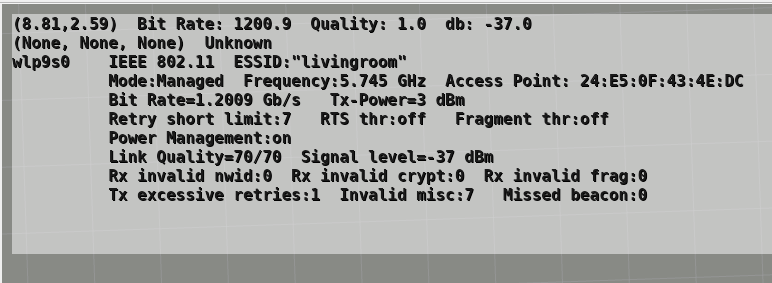 (8.81,2.59)  Bit Rate: 1200.9  Quality: 1.0  db: -37.0
(None, None, None)  Unknown
wlp9s0    IEEE 802.11  ESSID:"livingroom"
          Mode:Managed  Frequency:5.745 GHz  Access Point: 24:E5:0F:43:4E:DC
          Bit Rate=1.2009 Gb/s   Tx-Power=3 dBm
          Retry short limit:7   RTS thr:off   Fragment thr:off
          Power Management:on
          Link Quality=70/70  Signal level=-37 dBm
          Rx invalid nwid:0  Rx invalid crypt:0  Rx invalid frag:0
          Tx excessive retries:1  Invalid misc:7   Missed beacon:0